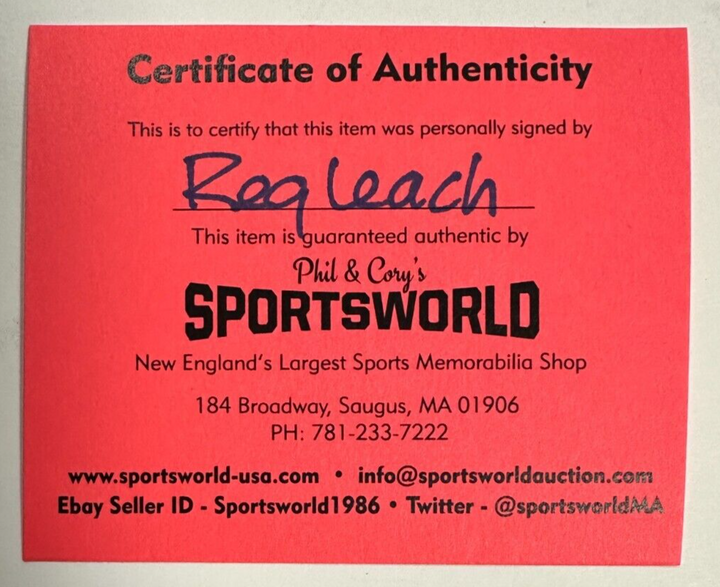 Certificate of Authenticity
This is to certify that this item was personally signed by
Reg Leach
This item is guaranteed authentic by
Phil & Cory's
SPORTSWORLD
New England's Largest Sports Memorabilia Shop
184 Broadway, Saugus, MA 01906
PH: 781-233-7222
www.sportsworld-usa.com • info@sportsworldauction.com
Ebay Seller ID - Sportsworld1986 • Twitter - @sportsworldMA